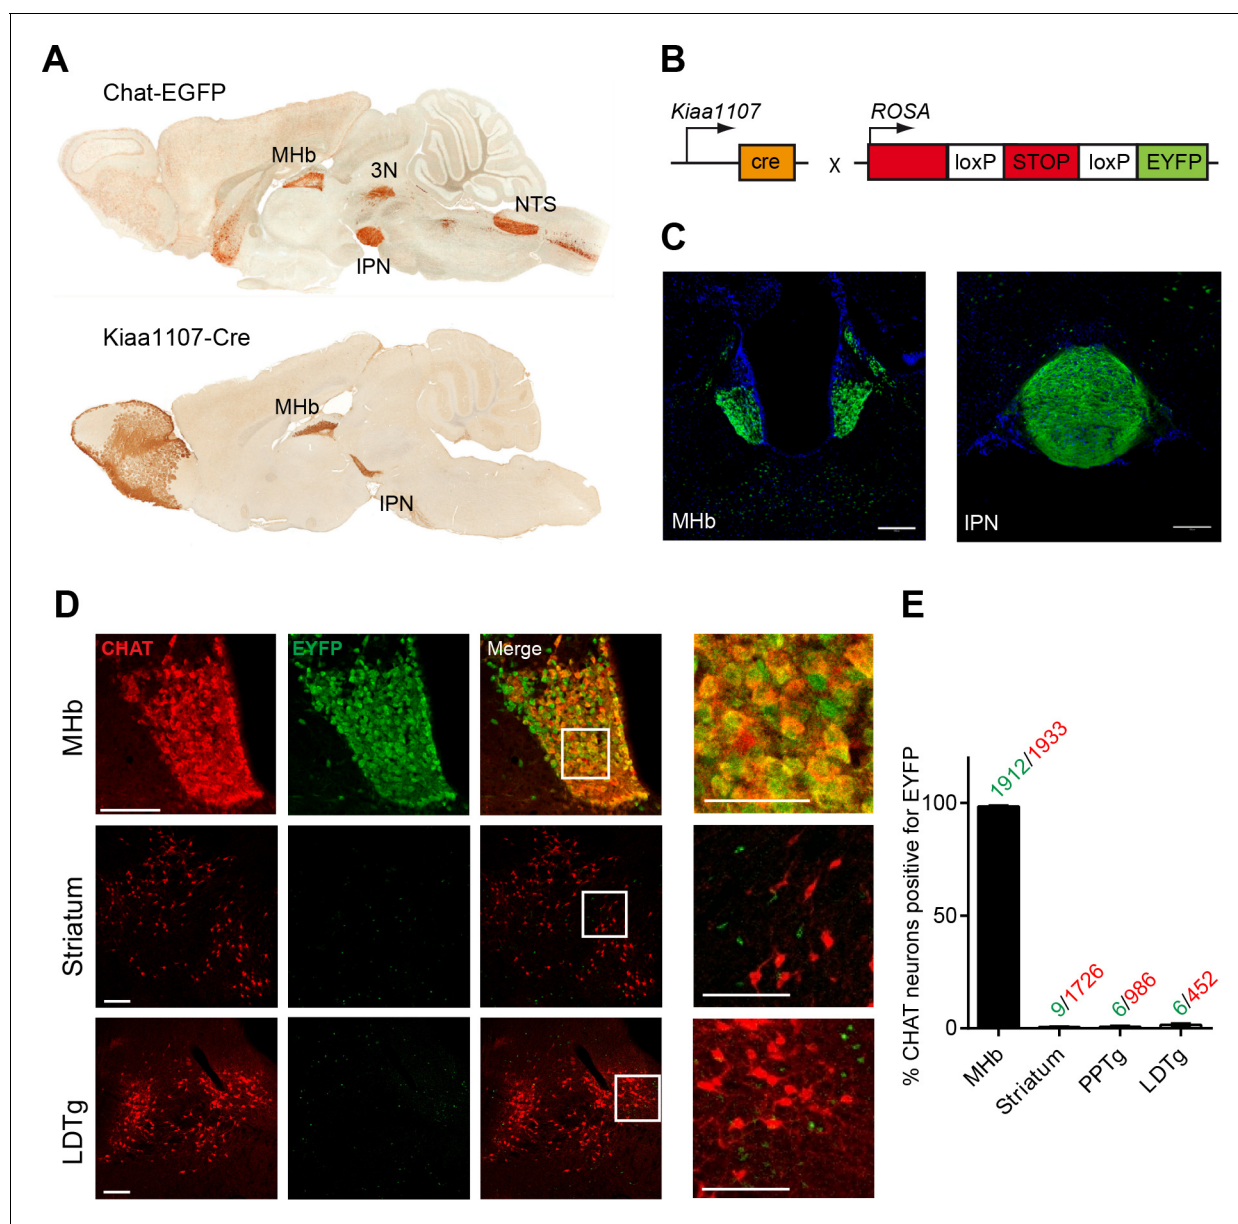 A
Chat-EGFP
MHb
3N
NTS
IPN
Kiaa1107-Cre
MHb
IPN
B
Kiaa1107
ROSA
cre
X
loxP
STOP
loxP
EYFP
C
MHb
IPN
D
CHAT
EYFP
Merge
MHb
Striatum
LDTg
E
% CHAT neurons positive for EYFP
100
50
0
1912/1933
9/1726
6/986
6/452
MHb
Striatum
PPTg
LDTg